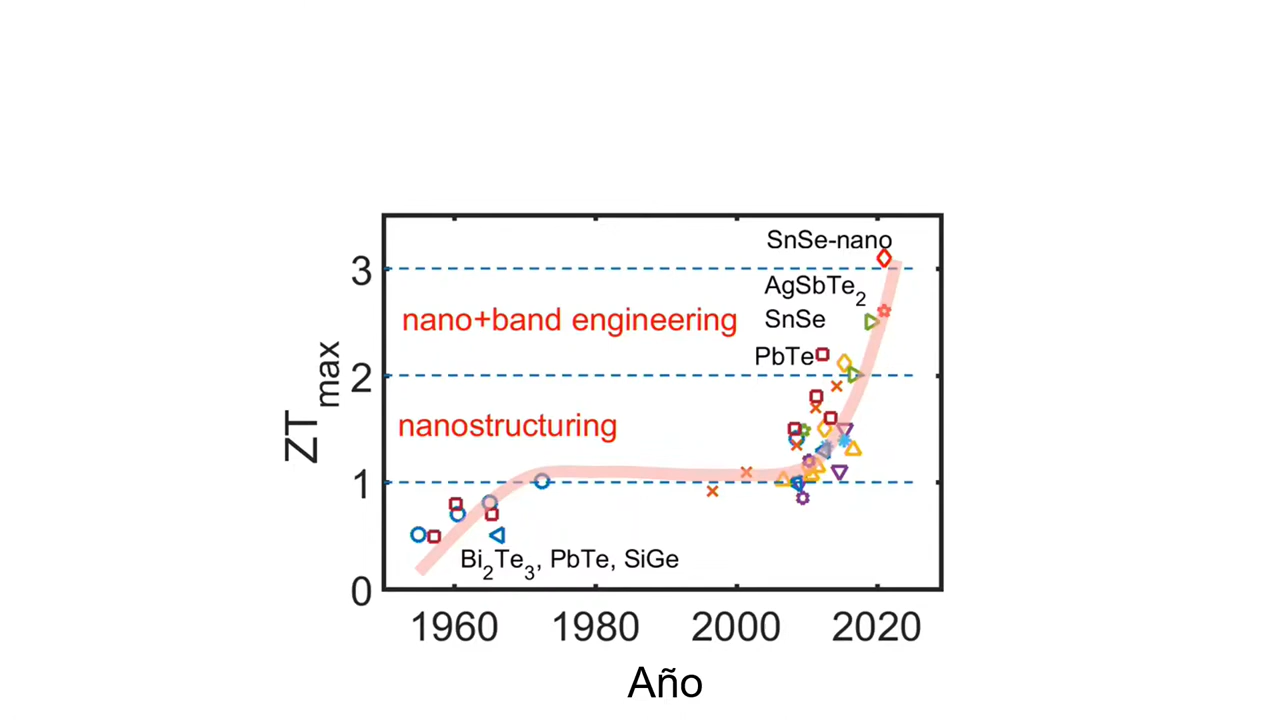 SnSe-nano
3
AgSbTe2
nano+band engineering
SnSe
PbTe
2
nanostructuring
1
Bi2Te3, PbTe, SiGe
0
ZTmax
1960 1980 2000 2020
Año